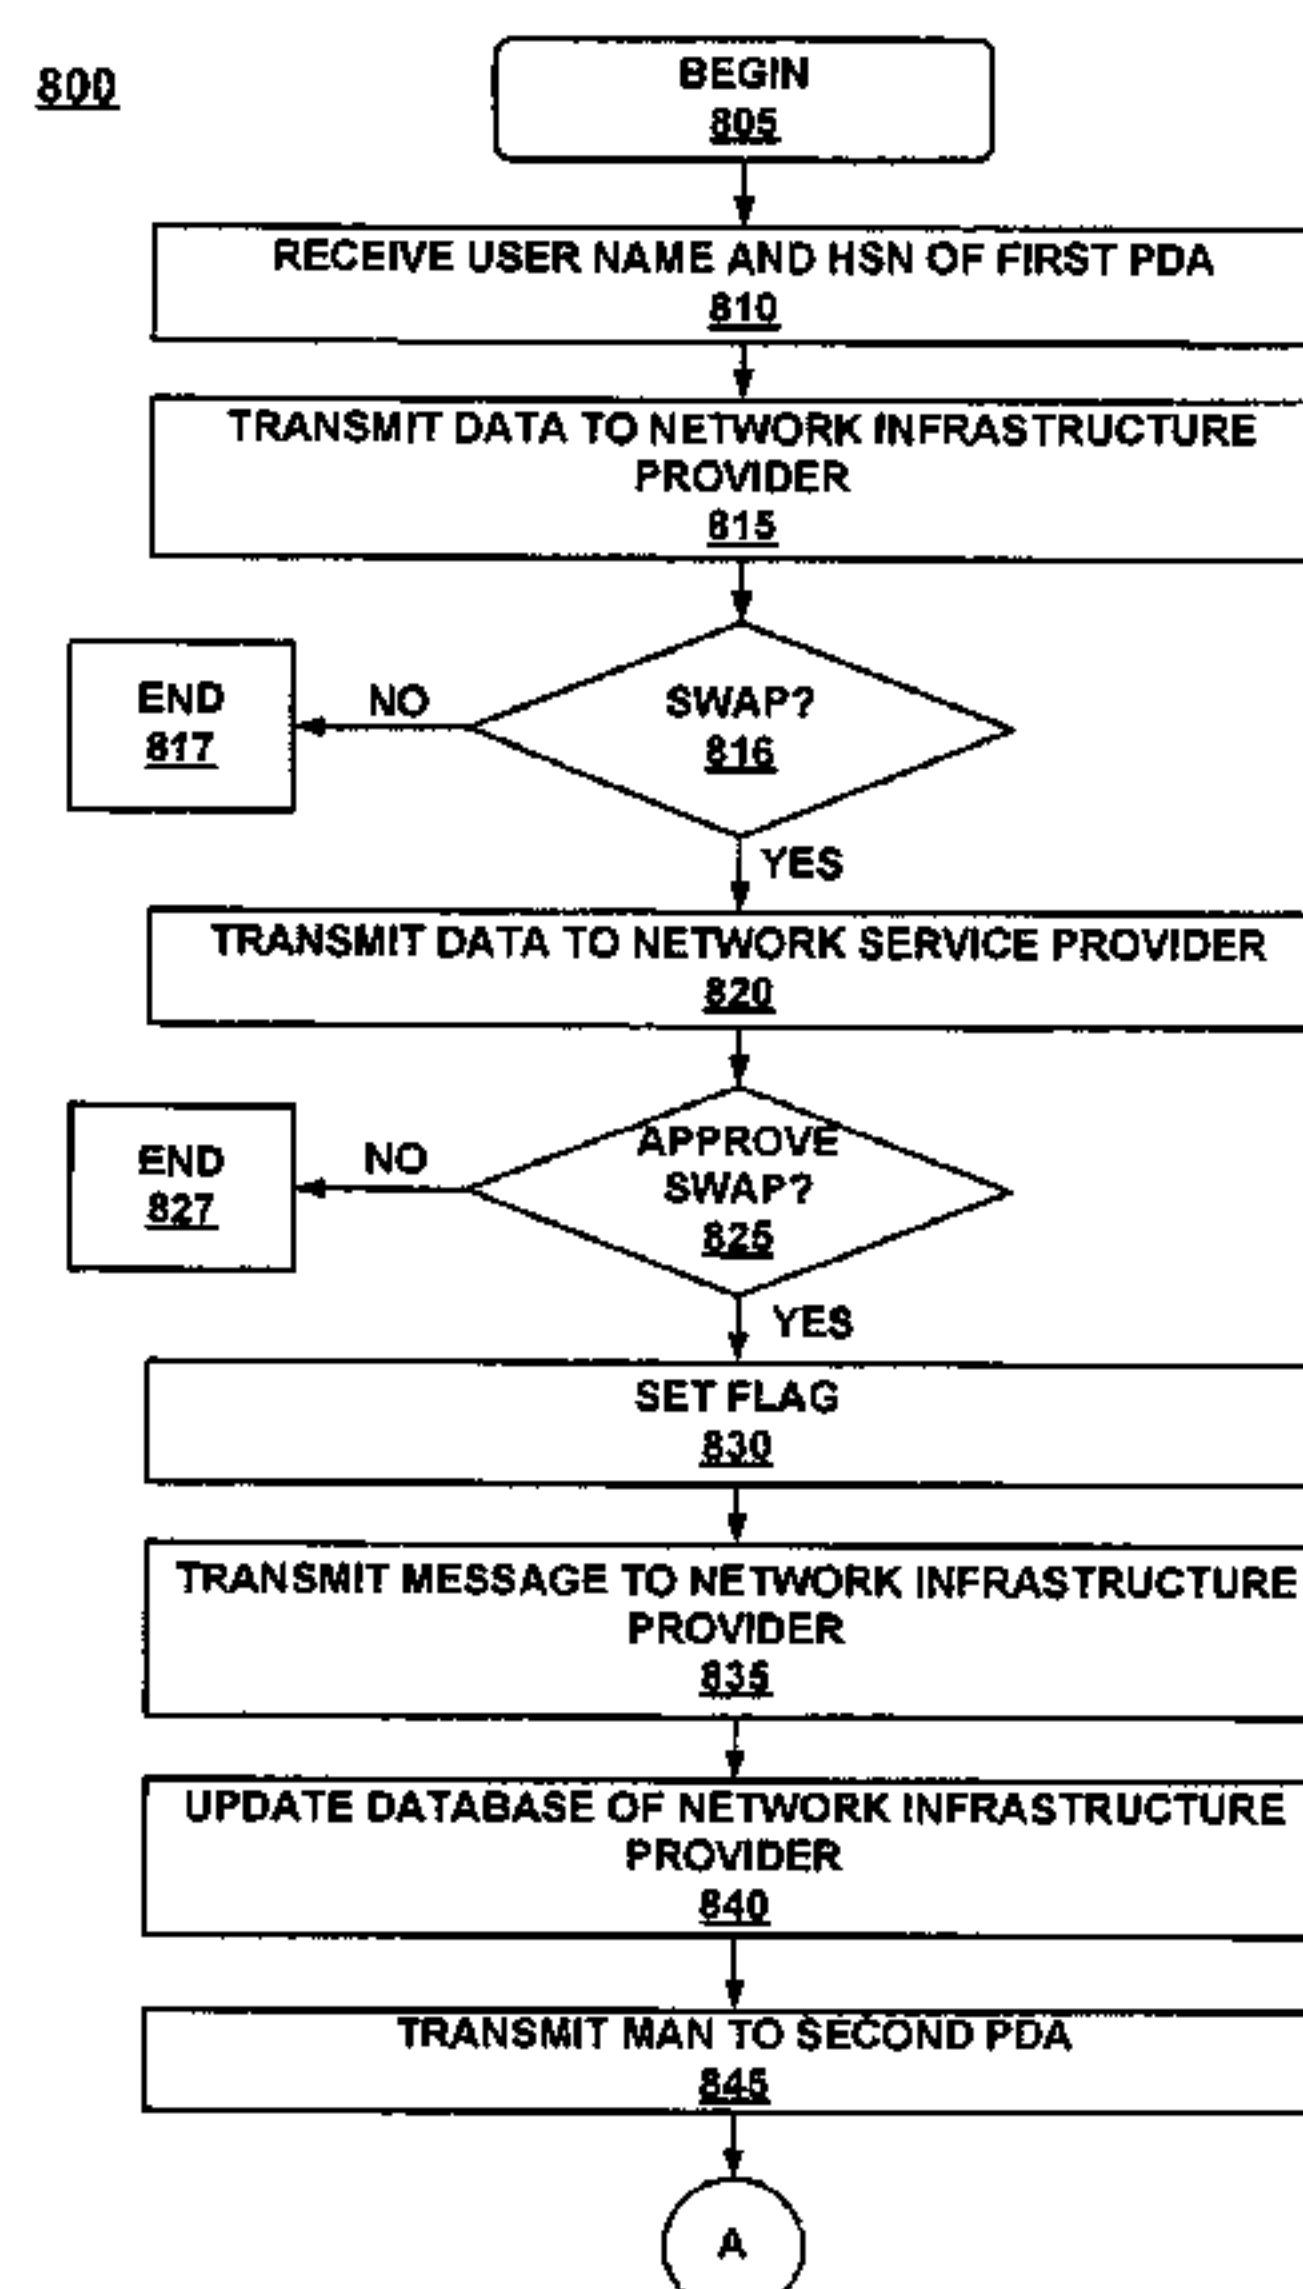 800
BEGIN
805
RECEIVE USER NAME AND HSN OF FIRST PDA
810
TRANSMIT DATA TO NETWORK INFRASTRUCTURE
PROVIDER
815
SWAP?
816
NO
END
817
YES
TRANSMIT DATA TO NETWORK SERVICE PROVIDER
820
APPROVE
SWAP?
825
NO
END
827
YES
SET FLAG
830
TRANSMIT MESSAGE TO NETWORK INFRASTRUCTURE
PROVIDER
835
UPDATE DATABASE OF NETWORK INFRASTRUCTURE
PROVIDER
840
TRANSMIT MAN TO SECOND PDA
845
A